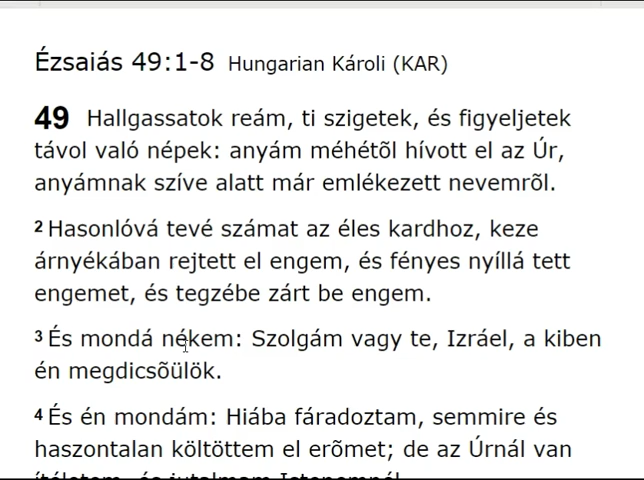 Ézsaiás 49:1-8 Hungarian Károli (KAR)
49 Hallgassatok reám, ti szigetek, és figyeljetek
távol való népek: anyám méhétõl hívott el az Úr,
anyámnak szíve alatt már emlékezett nevemrõl.
2 Hasonlóvá tevé számat az éles kardhoz, keze
árnyékában rejtett el engem, és fényes nyíllá tett
engemet, és tegzébe zárt be engem.
3 És mondá nékem: Szolgám vagy te, Izráel, a kiben
én megdicsõülök.
4 És én mondám: Hiába fáradoztam, semmire és
haszontalan költöttem el erõmet; de az Úrnál van
ítéletem, és jutalmam Istenemnél.